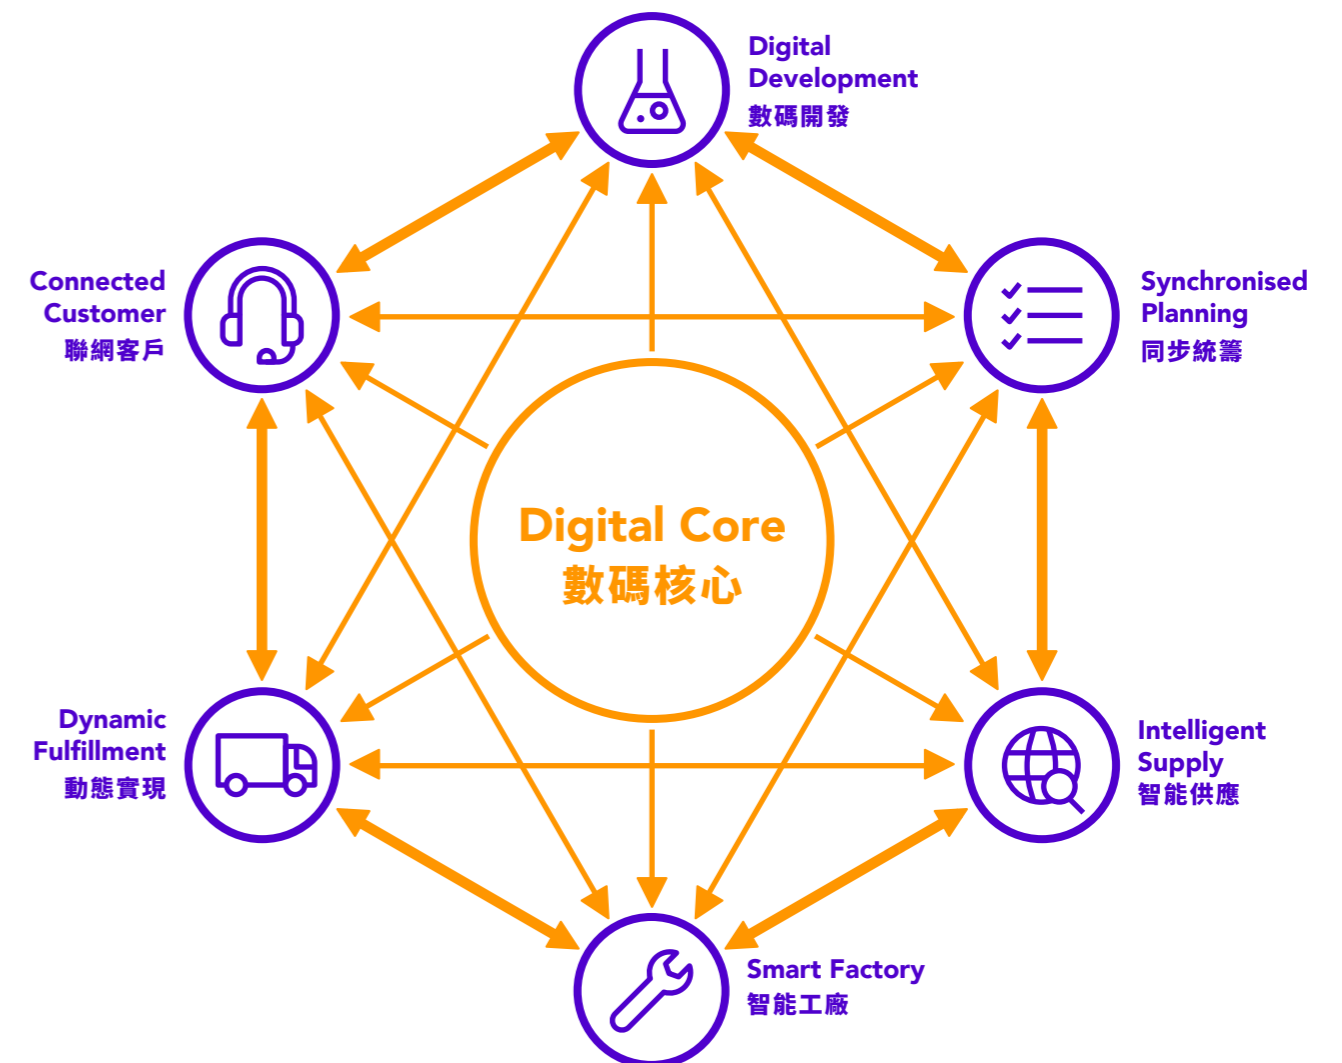 Digital
Development
數碼開發
Connected
Customer
聯網客戶
Synchronised
Planning
同步統籌
Digital Core
數碼核心
Dynamic
Fulfillment
動態實現
Intelligent
Supply
智能供應
Smart Factory
智能工廠